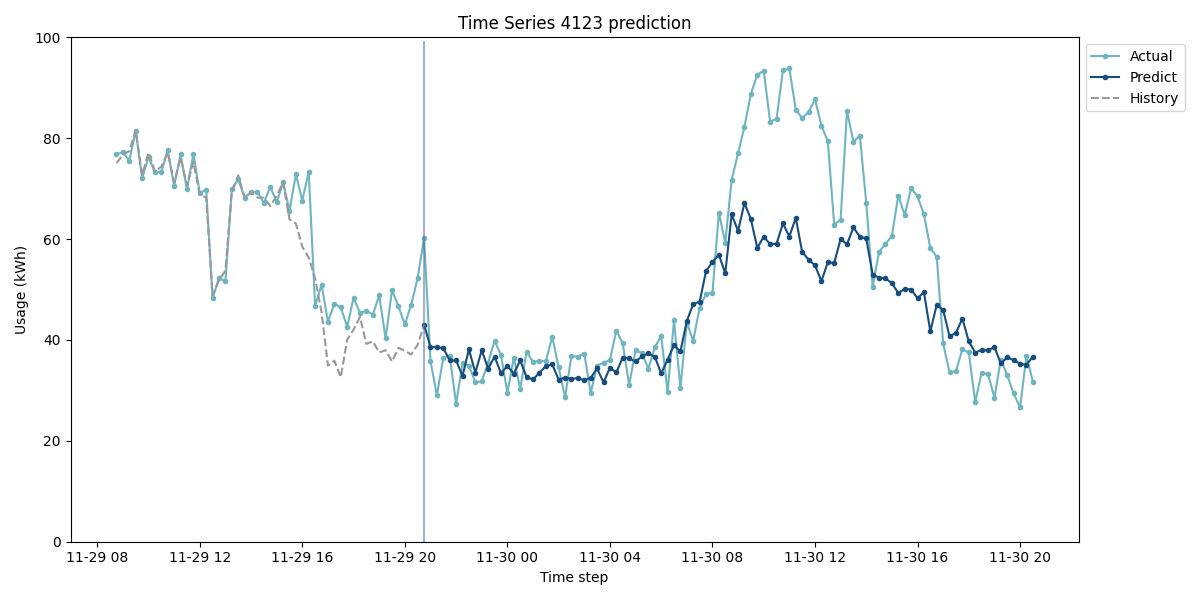 Time Series 4123 prediction
Usage (kWh)
100
80
60
40
20
0
11-29 08
11-29 12
11-29 16
11-29 20
11-30 00
11-30 04
11-30 08
11-30 12
11-30 16
11-30 20
Time step
Actual
Predict
History